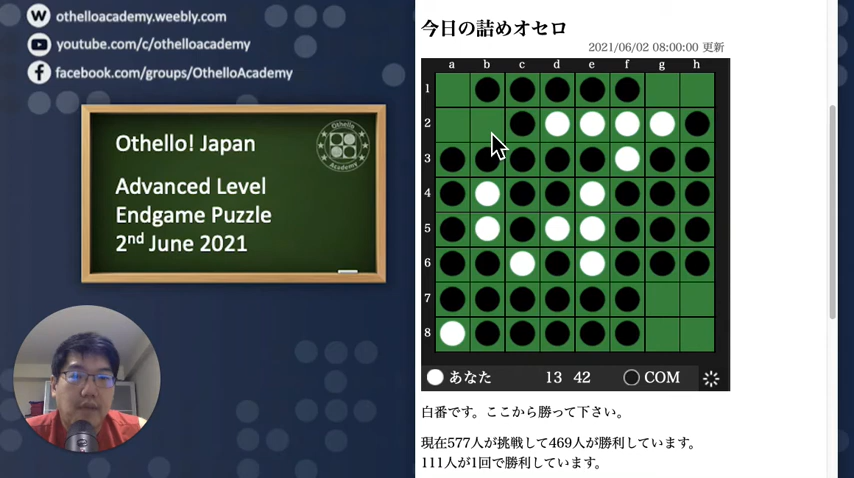 othelloacademy.weebly.com
youtube.com/c/othelloacademy
facebook.com/groups/OthelloAcademy
Othello! Japan
Othello
Academy
Advanced Level
Endgame Puzzle
2nd June 2021
今日の詰めオセロ
2021/06/02 08:00:00 更新
a b c d e f g h
1
2
3
4
5
6
7
8
あなた 13 42 COM
白番です。ここから勝って下さい。
現在577人が挑戦して469人が勝利しています。
111人が1回で勝利しています。